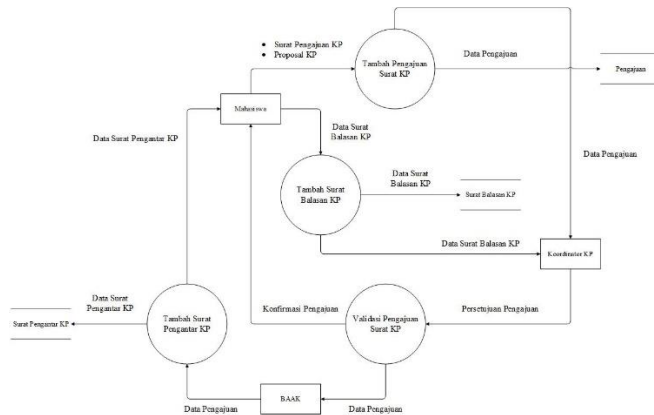 Surat Pengajuan KP
Proposal KP
Tambah Pengajuan
Surat KP
Data Pengajuan
Pengajuan
Mahasiswa
Data Surat Pengantar KP
Data Surat
Balasan KP
Data Pengajuan
Tambah Surat
Balasan KP
Data Surat
Balasan KP
Surat Balasan KP
Data Surat Balasan KP
Koordinator KP
Data Surat
Pengantar KP
Surat Pengantar KP
Tambah Surat
Pengantar KP
Konfirmasi Pengajuan
Validasi Pengajuan
Surat KP
Persetujuan Pengajuan
Data Pengajuan
BAAK
Data Pengajuan